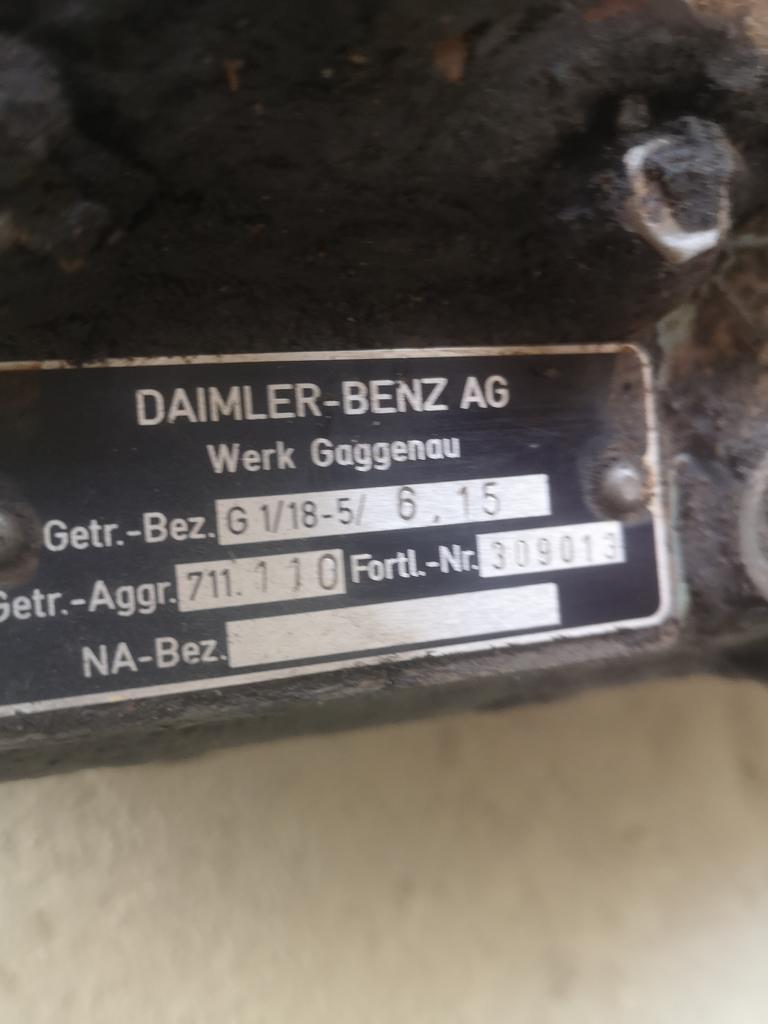 DAIMLER-BENZ AG
Werk Gaggenau
Getr.-Bez. G 1/18-5/ 6,15
Getr.-Aggr. 711.110 Fortl.-Nr. 309013
NA-Bez.